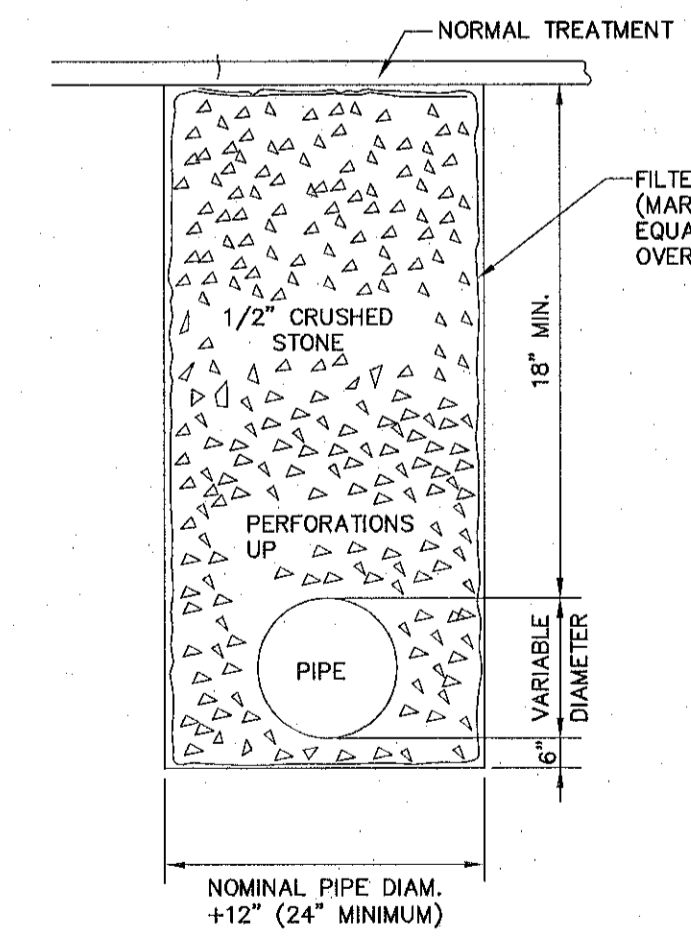 NORMAL TREATMENT
FILTE
(MAR
EQUA
OVER
1/2" CRUSHED
STONE
18" MIN.
PERFORATIONS
UP
PIPE
VARIABLE
DIAMETER
6"
NOMINAL PIPE DIAM.
+12" (24" MINIMUM)